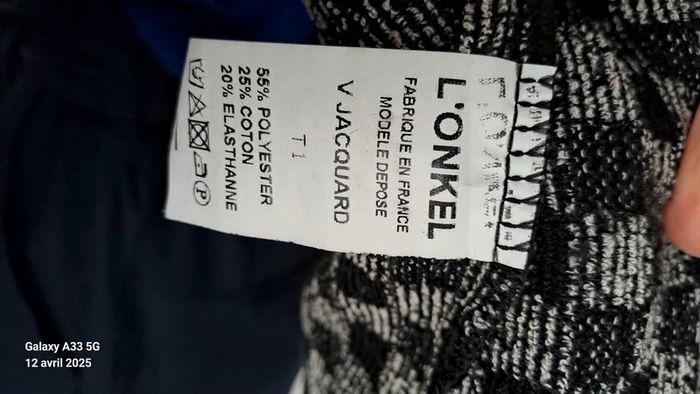 L'ONKEL
FABRIQUE EN FRANCE
MODELE DEPOSE
V JACQUARD
T 1
55% POLYESTER
25% COTON
20% ELASTHANNE
P
Galaxy A33 5G
12 avril 2025